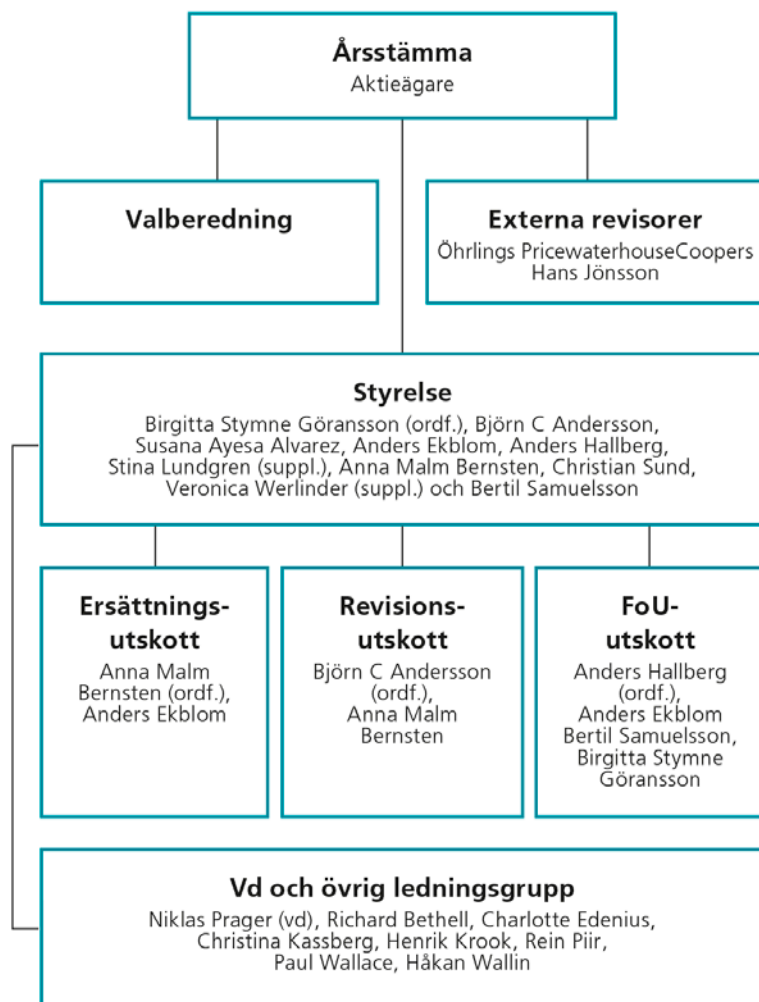 Årsstämma
Aktieägare
Valberedning
Externa revisorer
Öhrlings PricewaterhouseCoopers
Hans Jönsson
Styrelse
Birgitta Stymne Göransson (ordf.), Björn C Andersson,
Susana Ayesa Alvarez, Anders Ekblom, Anders Hallberg,
Stina Lundgren (suppl.), Anna Malm Bernsten, Christian Sund,
Veronica Werlinder (suppl.) och Bertil Samuelsson
Ersättnings-
utskott
Anna Malm
Bernsten (ordf.),
Anders Ekblom
Revisions-
utskott
Björn C Andersson
(ordf.),
Anna Malm
Bernsten
FoU-
utskott
Anders Hallberg
(ordf.),
Anders Ekblom
Bertil Samuelsson,
Birgitta Stymne
Göransson
Vd och övrig ledningsgrupp
Niklas Prager (vd), Richard Bethell, Charlotte Edenius,
Christina Kassberg, Henrik Krook, Rein Piir,
Paul Wallace, Håkan Wallin